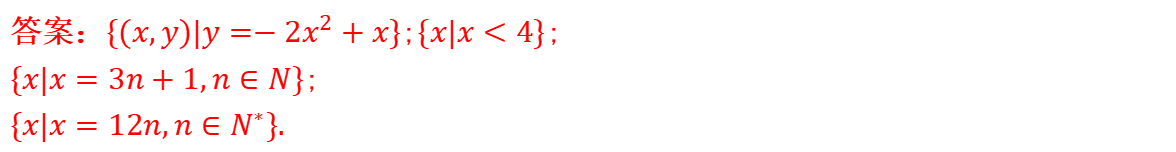 答案：{(x, y)|y =− 2x² + x};{x|x < 4};
{x|x = 3n + 1, n ∈ N};
{x|x = 12n, n ∈ N*}.